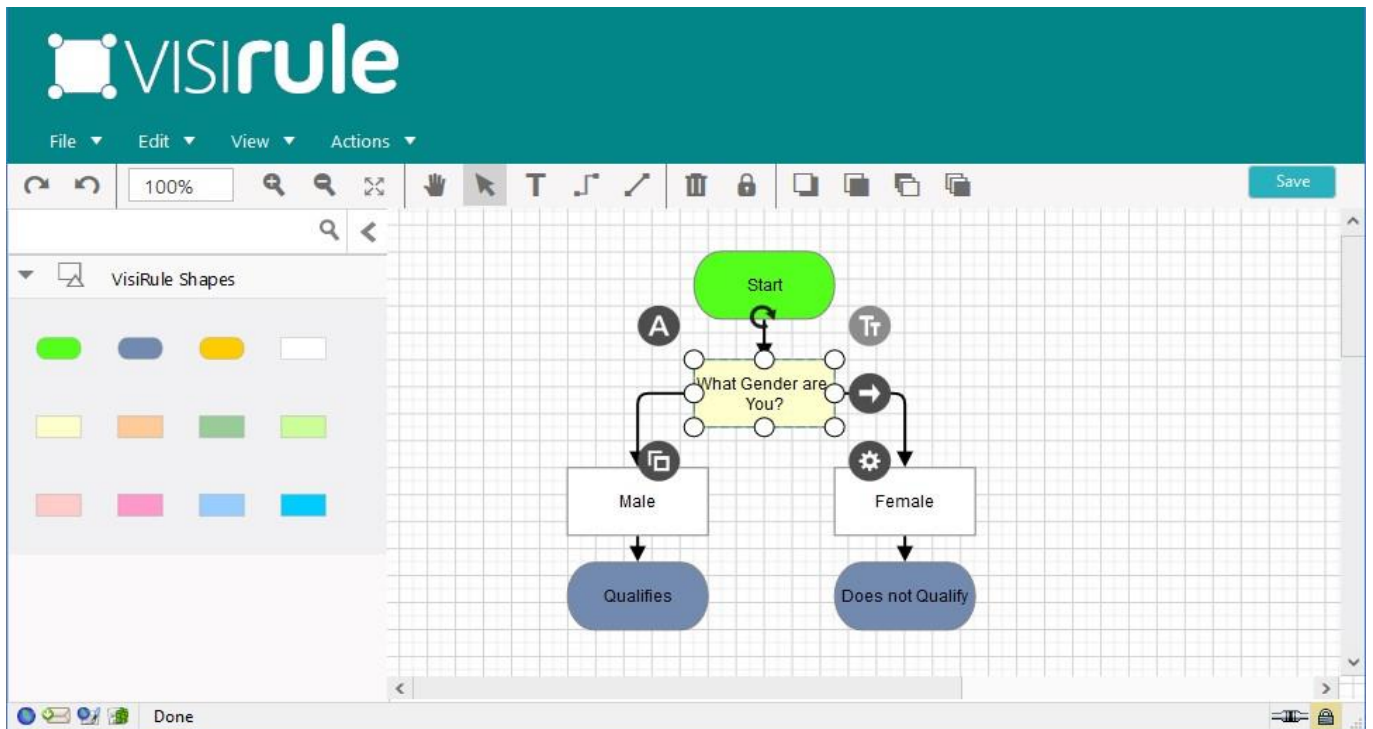 VISIrule
File Edit View Actions
100% T Save
VisiRule Shapes
Start
A TT
What Gender are
You?
Male Female
Qualifies Does not Qualify
Done